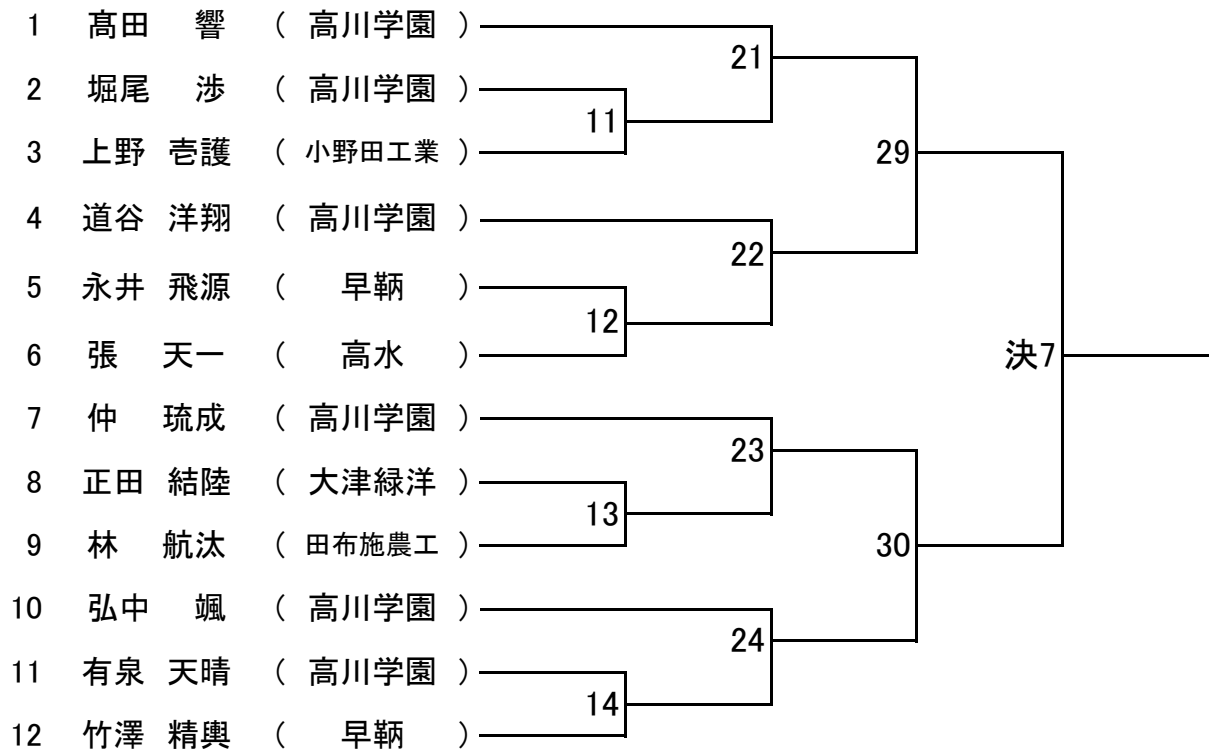 1 髙田 響 ( 高川学園 )
21
2 堀尾 渉 ( 高川学園 )
11
3 上野 壱護 ( 小野田工業 )
29
4 道谷 洋翔 ( 高川学園 )
22
5 永井 飛源 ( 早鞆 )
12
6 張 天一 ( 高水 )
決7
7 仲 琉成 ( 高川学園 )
23
8 正田 結陸 ( 大津緑洋 )
13
9 林 航汰 ( 田布施農工 )
30
10 弘中 颯 ( 高川学園 )
24
11 有泉 天晴 ( 高川学園 )
14
12 竹澤 精輿 ( 早鞆 )